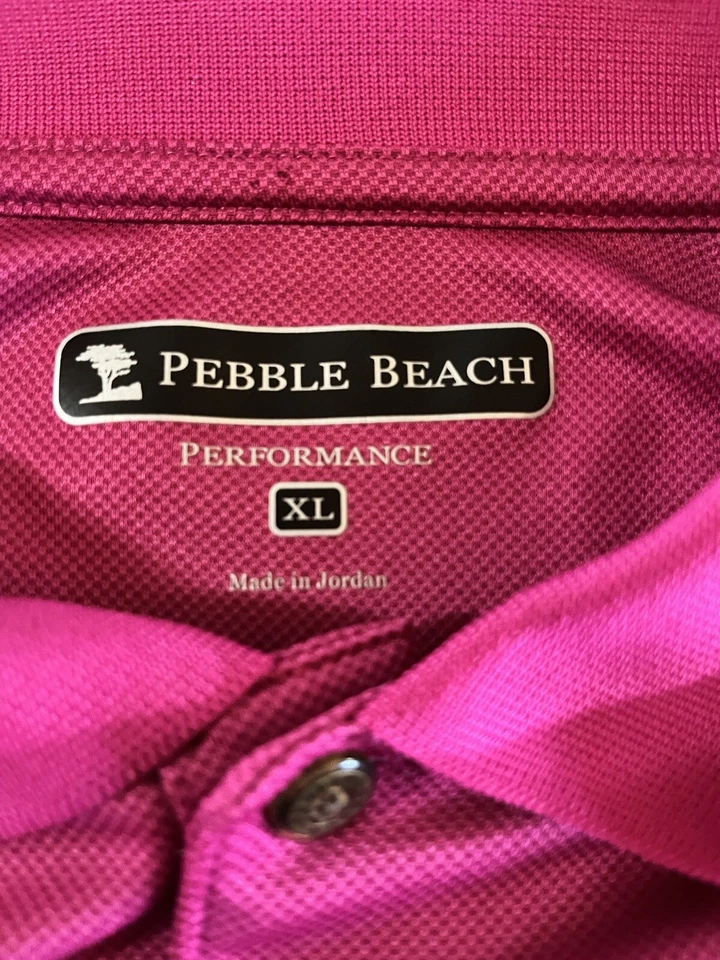 PEBBLE BEACH
PERFORMANCE
XL
Made in Jordan